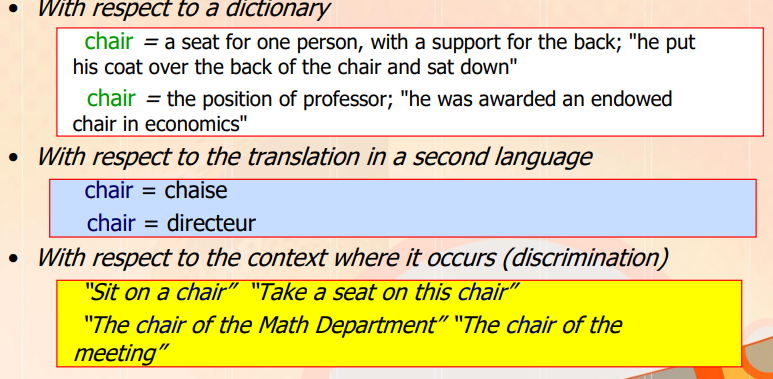 • With respect to a dictionary
chair = a seat for one person, with a support for the back; "he put
his coat over the back of the chair and sat down"
chair = the position of professor; "he was awarded an endowed
chair in economics"
• With respect to the translation in a second language
chair = chaise
chair = directeur
• With respect to the context where it occurs (discrimination)
“Sit on a chair” “Take a seat on this chair”
“The chair of the Math Department” “The chair of the
meeting”